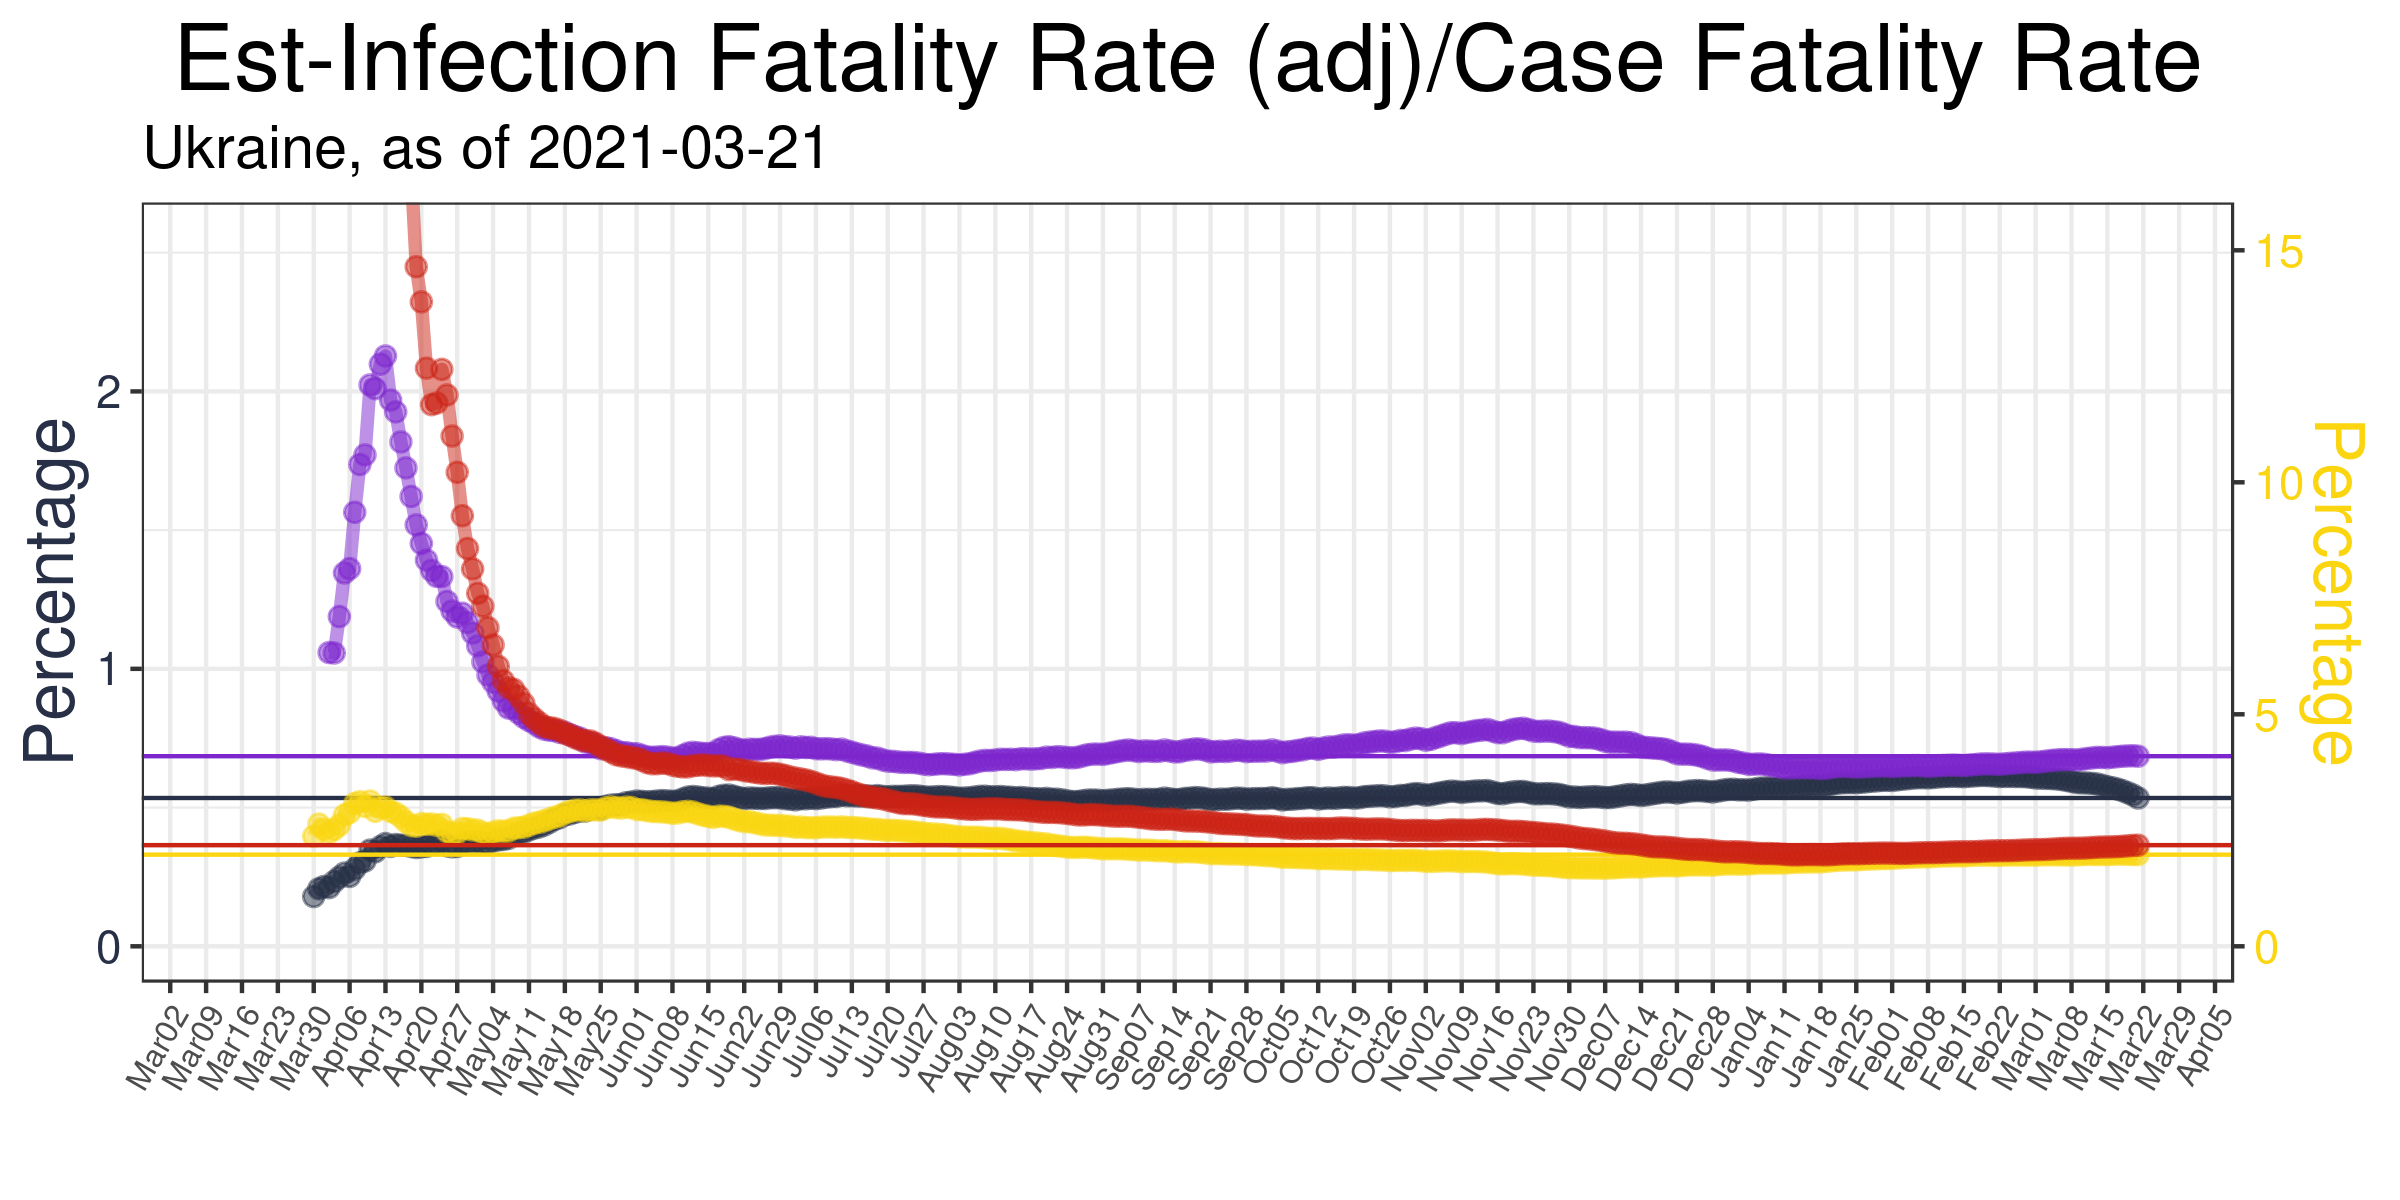 Est-Infection Fatality Rate (adj)/Case Fatality Rate
Ukraine, as of 2021-03-21
Percentage
2
1
0
15
10
5
0
Percentage
Mar02
Mar09
Mar16
Mar23
Mar30
Apr06
Apr13
Apr20
Apr27
May04
May11
May18
May25
Jun01
Jun08
Jun15
Jun22
Jun29
Jul06
Jul13
Jul20
Jul27
Aug03
Aug10
Aug17
Aug24
Aug31
Sep07
Sep14
Sep21
Sep28
Oct05
Oct12
Oct19
Oct26
Nov02
Nov09
Nov16
Nov23
Nov30
Dec07
Dec14
Dec21
Dec28
Jan04
Jan11
Jan18
Jan25
Feb01
Feb08
Feb15
Feb22
Mar01
Mar08
Mar15
Mar22
Mar29
Apr05